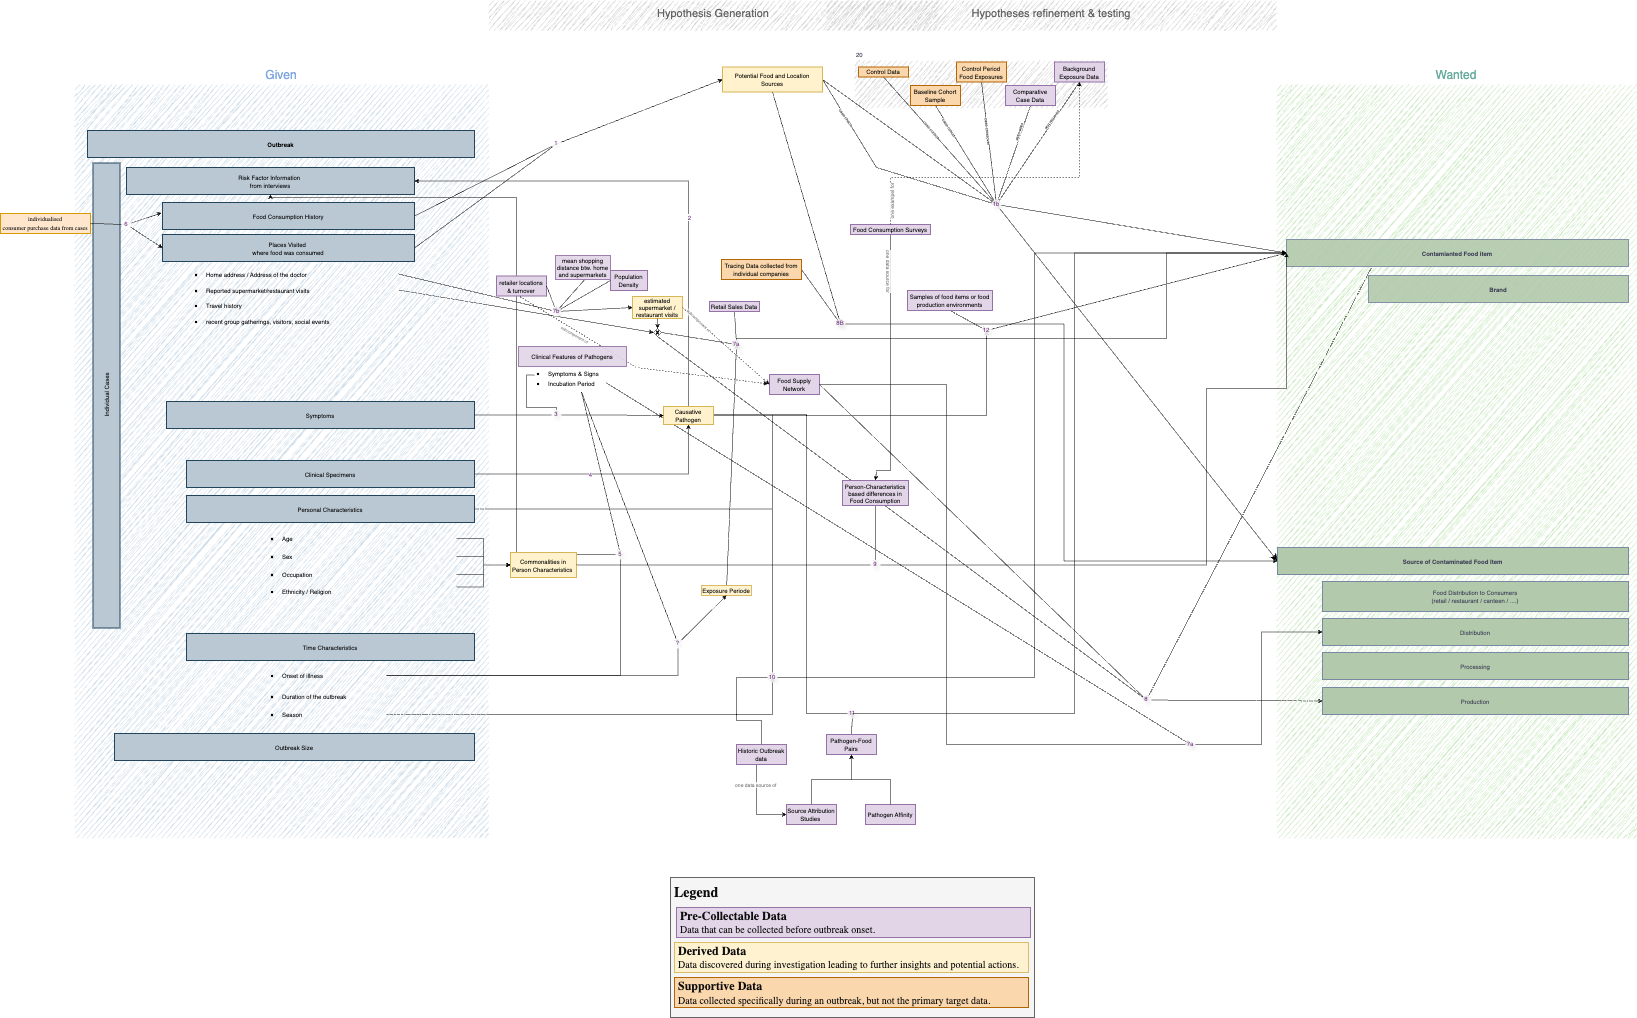 Hypothesis Generation
Hypotheses refinement & testing
Given
Wanted
20
Control Data
Control Period
Food Exposures
Background
Exposure Data
Baseline Cohort
Sample
Comparative
Case Data
Potential Food and Location
Sources
Outbreak
Risk Factor Information
from interviews
individualised
consumer purchase data from cases
6
Food Consumption History
Places Visited
where food was consumed
Home address / Address of the doctor
Reported supermarket/restaurant visits
Travel history
recent group gatherings, visitors, social events
Individual Cases
1
2
1b
mean shopping
distance btw. home
and supermarkets
Population
Density
retailer locations
& turnover
7b
estimated
supermarket /
restaurant visits
X
Retail Sales Data
7a
Tracing Data collected from
individual companies
8B
Food Consumption Surveys
Samples of food items or food
production environments
12
Clinical Features of Pathogens
Symptoms & Signs
Incubation Period
3
Food Supply
Network
Causative
Pathogen
Symptoms
Clinical Specimens
4
Personal Characteristics
Age
Sex
Occupation
Ethnicity / Religion
Commonalities in
Person Characteristics
5
Person-Characteristics
based differences in
Food Consumption
9
Exposure Periode
Time Characteristics
Onset of illness
Duration of the outbreak
Season
Outbreak Size
10
11
8
7a
Historic Outbreak
data
one data source of
Pathogen-Food
Pairs
Source Attribution
Studies
Pathogen Affinity
Contamianted Food Item
Brand
Source of Contaminated Food Item
Food Distribution to Consumers
(retail / restaurant / canteen / ....)
Distribution
Processing
Production
Legend
Pre-Collectable Data
Data that can be collected before outbreak onset.
Derived Data
Data discovered during investigation leading to further insights and potential actions.
Supportive Data
Data collected specifically during an outbreak, but not the primary target data.